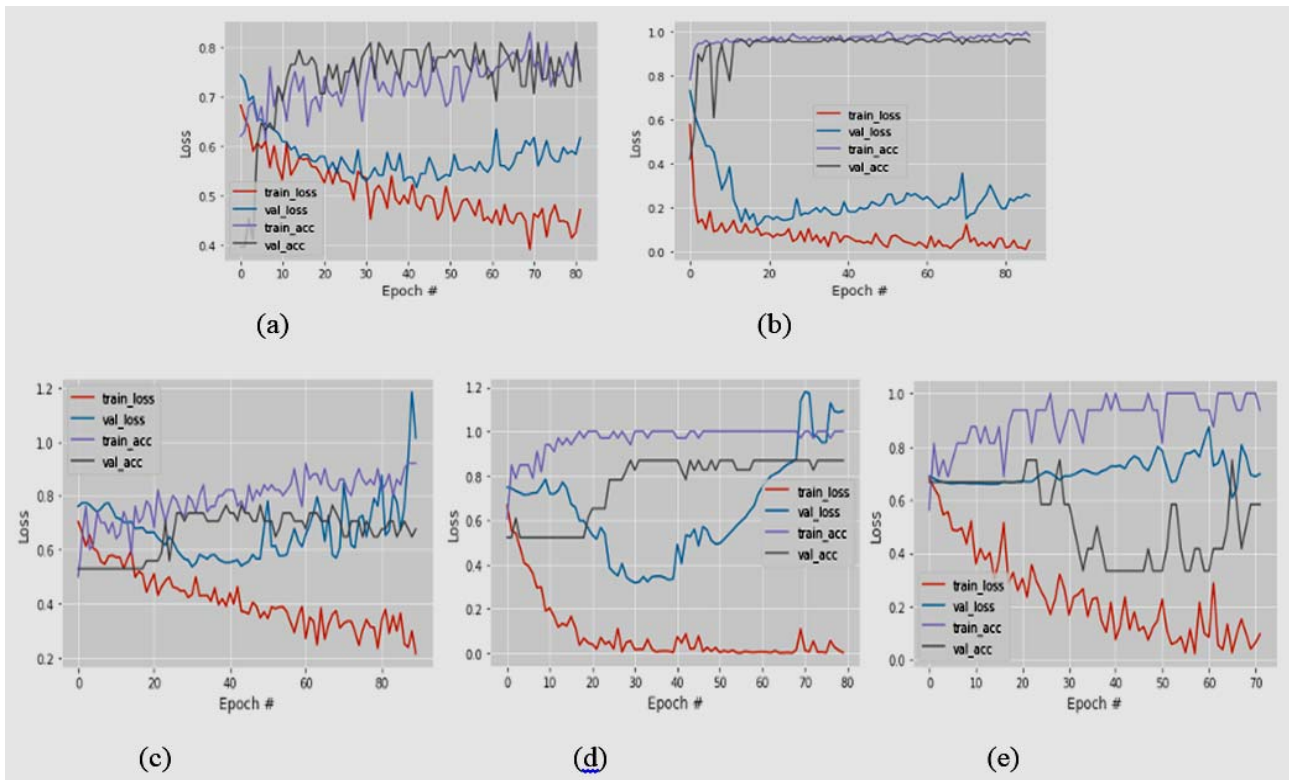 0.8
0.7
0.6
0.5
0.4
Loss
train_loss
val_loss
train_acc
val_acc
0 10 20 30 40 50 60 70 80
Epoch #
(a)
1.0
0.8
0.6
0.4
0.2
0.0
Loss
train_loss
val_loss
train_acc
val_acc
0 20 40 60 80
Epoch #
(b)
1.2
1.0
0.8
0.6
0.4
0.2
Loss
train_loss
val_loss
train_acc
val_acc
0 20 40 60 80
Epoch #
(c)
1.2
1.0
0.8
0.6
0.4
0.2
0.0
Loss
train_loss
val_loss
train_acc
val_acc
0 10 20 30 40 50 60 70 80
Epoch #
(d)
1.0
0.8
0.6
0.4
0.2
0.0
Loss
train_loss
val_loss
train_acc
val_acc
0 10 20 30 40 50 60 70
Epoch #
(e)